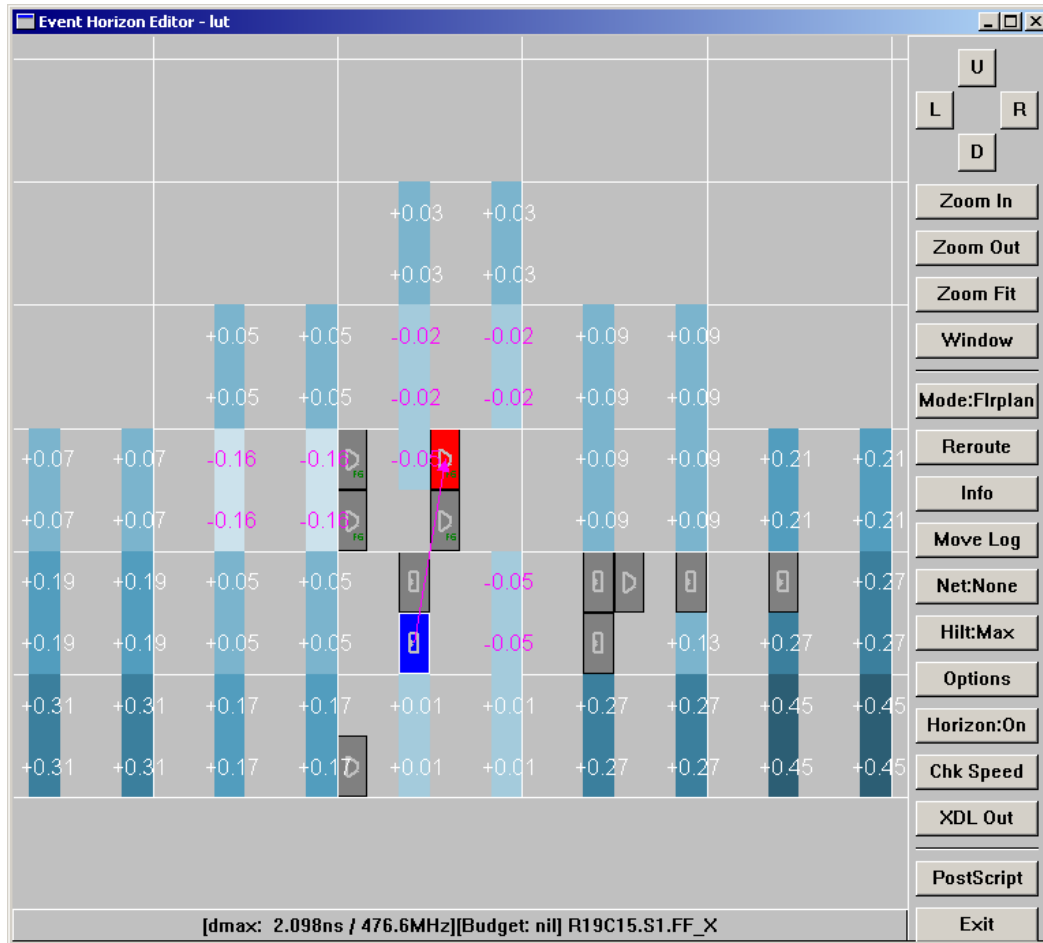 Event Horizon Editor - lut
U
L R
D
Zoom In
Zoom Out
Zoom Fit
Window
Mode:Flrplan
Reroute
Info
Move Log
Net:None
Hilt:Max
Options
Horizon:On
Chk Speed
XDL Out
PostScript
Exit
+0.03 +0.03
+0.03 +0.03
+0.05 +0.05 -0.02 -0.02 +0.09 +0.09
+0.05 +0.05 -0.02 -0.02 +0.09 +0.09
+0.07 +0.07 -0.16 -0.16 F6 -0.05 F6 +0.09 +0.09 +0.21 +0.21
+0.07 +0.07 -0.16 -0.16 F6 F6 +0.09 +0.09 +0.21 +0.21
+0.19 +0.19 +0.05 +0.05 -0.05 +0.27
+0.19 +0.19 +0.05 +0.05 -0.05 +0.13 +0.27 +0.27
+0.31 +0.31 +0.17 +0.17 +0.01 +0.01 +0.27 +0.27 +0.45 +0.45
+0.31 +0.31 +0.17 +0.17 +0.01 +0.01 +0.27 +0.27 +0.45 +0.45
[dmax: 2.098ns / 476.6MHz][Budget: nil] R19C15.S1.FF_X